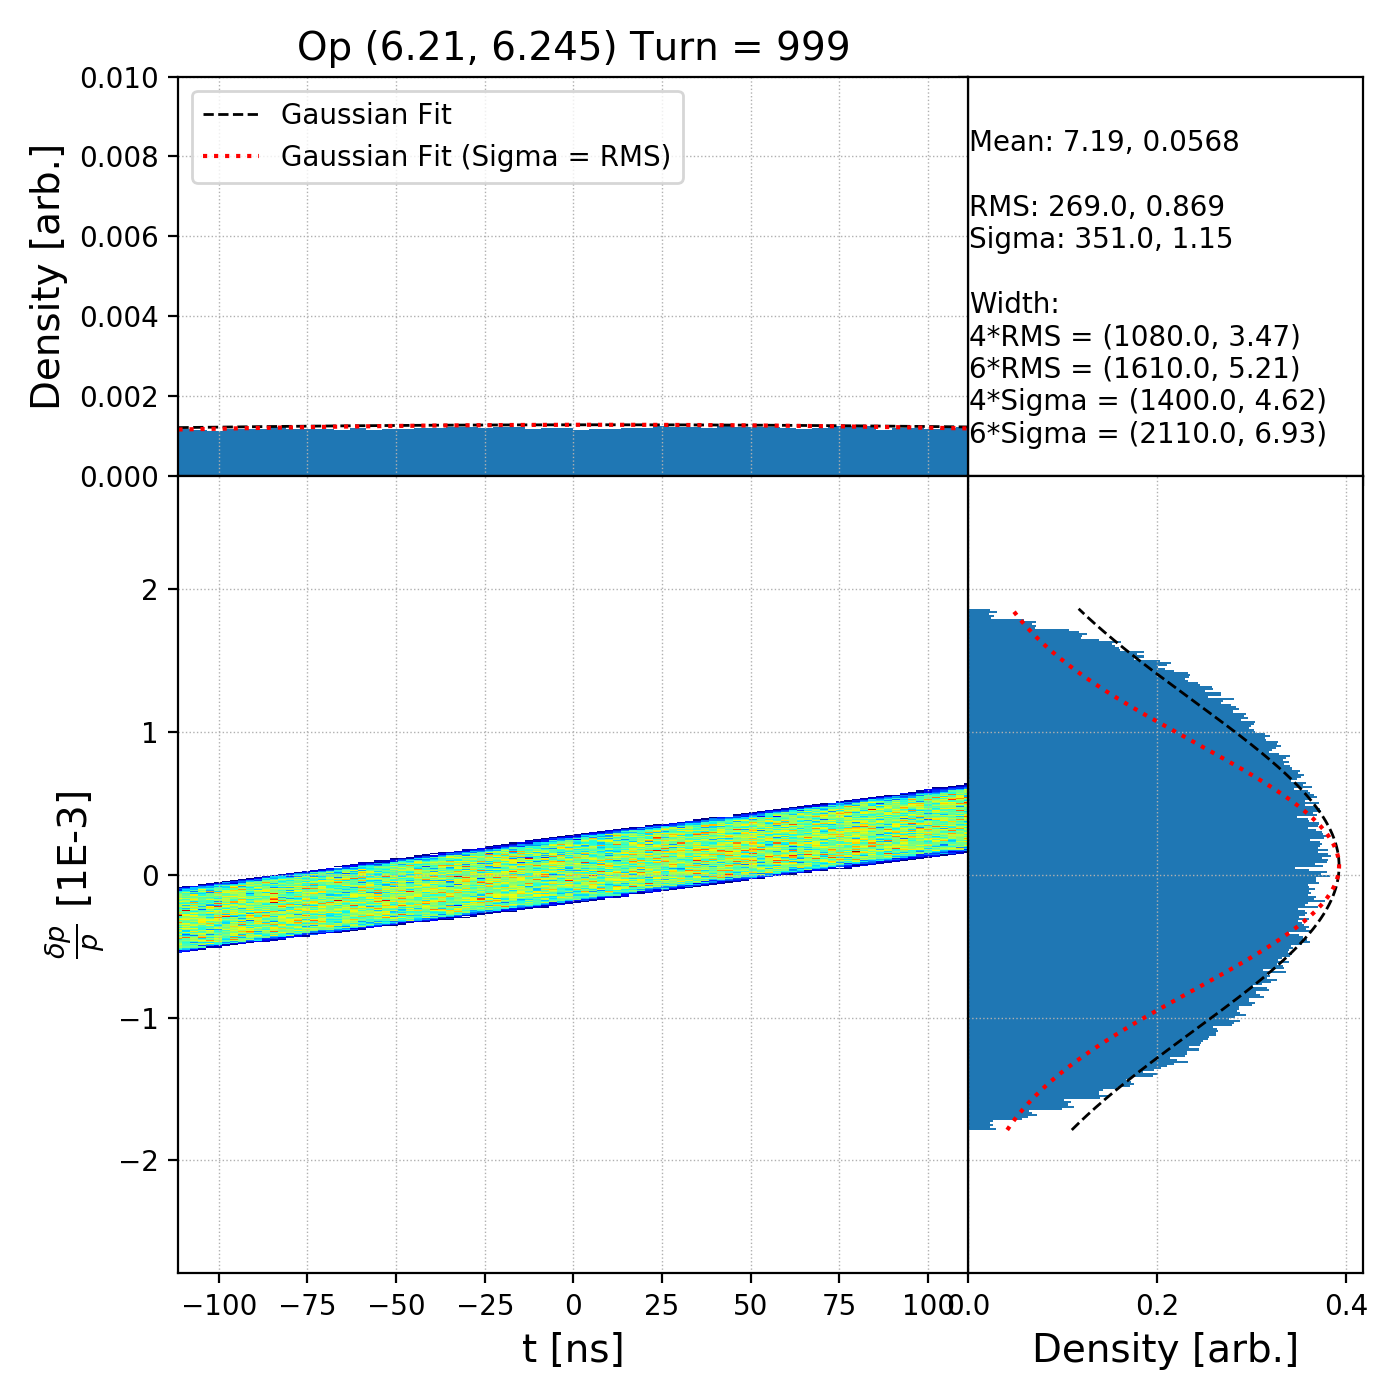 Op (6.21, 6.245) Turn = 999
0.010
0.008
0.006
0.004
0.002
0.000
Density [arb.]
Gaussian Fit
Gaussian Fit (Sigma = RMS)
Mean: 7.19, 0.0568
RMS: 269.0, 0.869
Sigma: 351.0, 1.15
Width:
4*RMS = (1080.0, 3.47)
6*RMS = (1610.0, 5.21)
4*Sigma = (1400.0, 4.62)
6*Sigma = (2110.0, 6.93)
2
1
0
−1
−2
δp/p [1E-3]
−100 −75 −50 −25 0 25 50 75 100
t [ns]
0.0 0.2 0.4
Density [arb.]